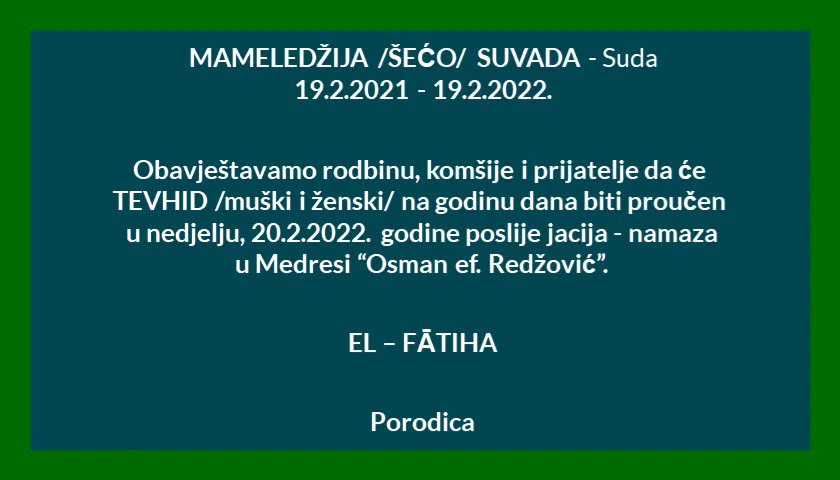 MAMELEDŽIJA /ŠEĆO/ SUVADA - Suda
19.2.2021 - 19.2.2022.
Obavještavamo rodbinu, komšije i prijatelje da će
TEVHID /muški i ženski/ na godinu dana biti proučen
u nedjelju, 20.2.2022. godine poslije jacija - namaza
u Medresi “Osman ef. Redžović”.
EL – FĀTIHA
Porodica